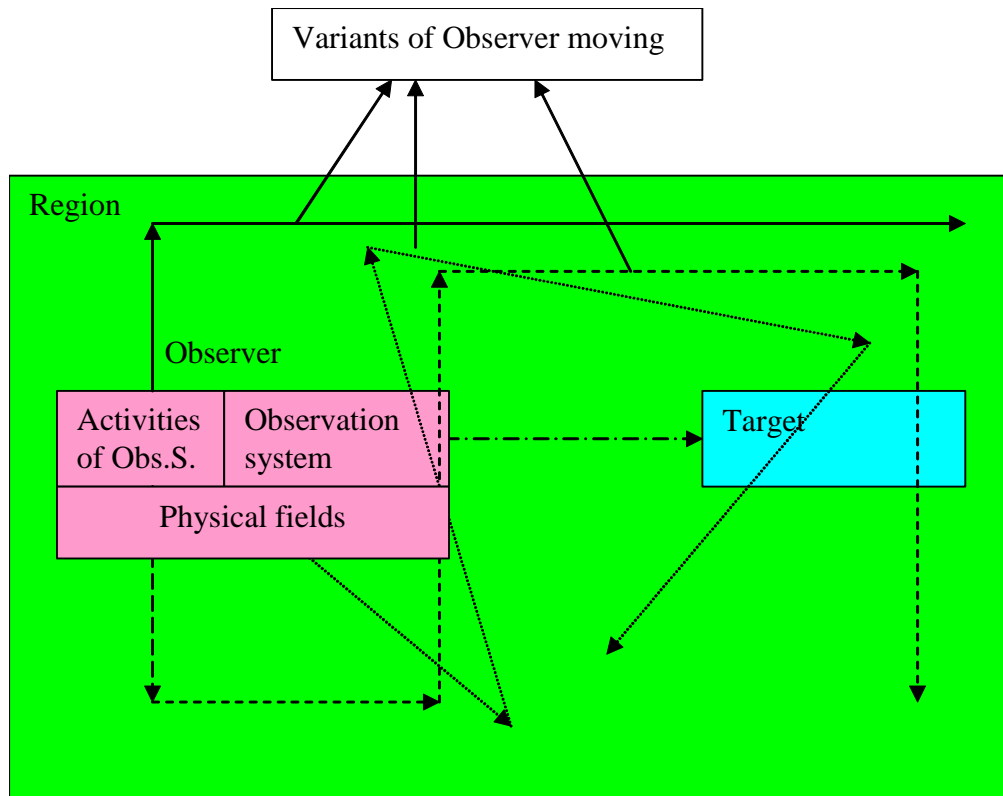 Variants of Observer moving
Region
Observer
Activities
of Obs.S.
Observation
system
Target
Physical fields